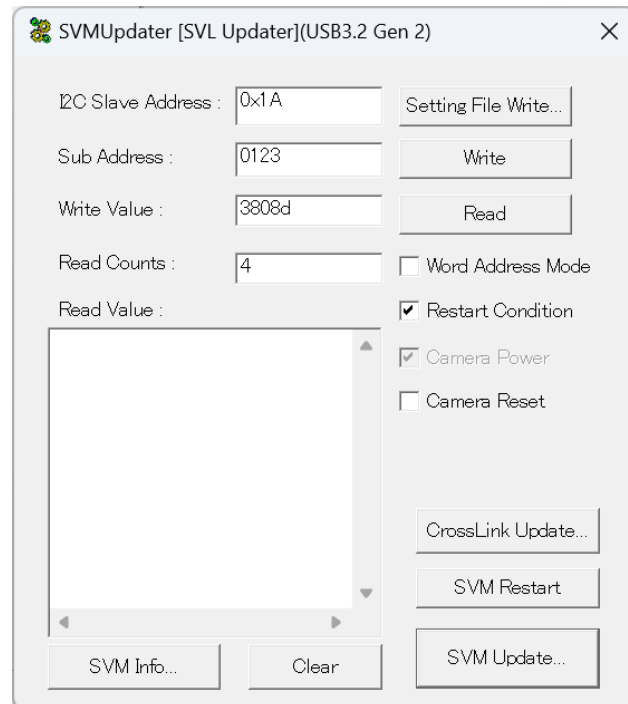 SVMUpdater [SVL Updater](USB3.2 Gen 2)
I2C Slave Address : 0x1A Setting File Write...
Sub Address : 0123 Write
Write Value : 3808d Read
Read Counts : 4 Word Address Mode
Read Value : Restart Condition
Camera Power
Camera Reset
CrossLink Update...
SVM Restart
SVM Info... Clear SVM Update...